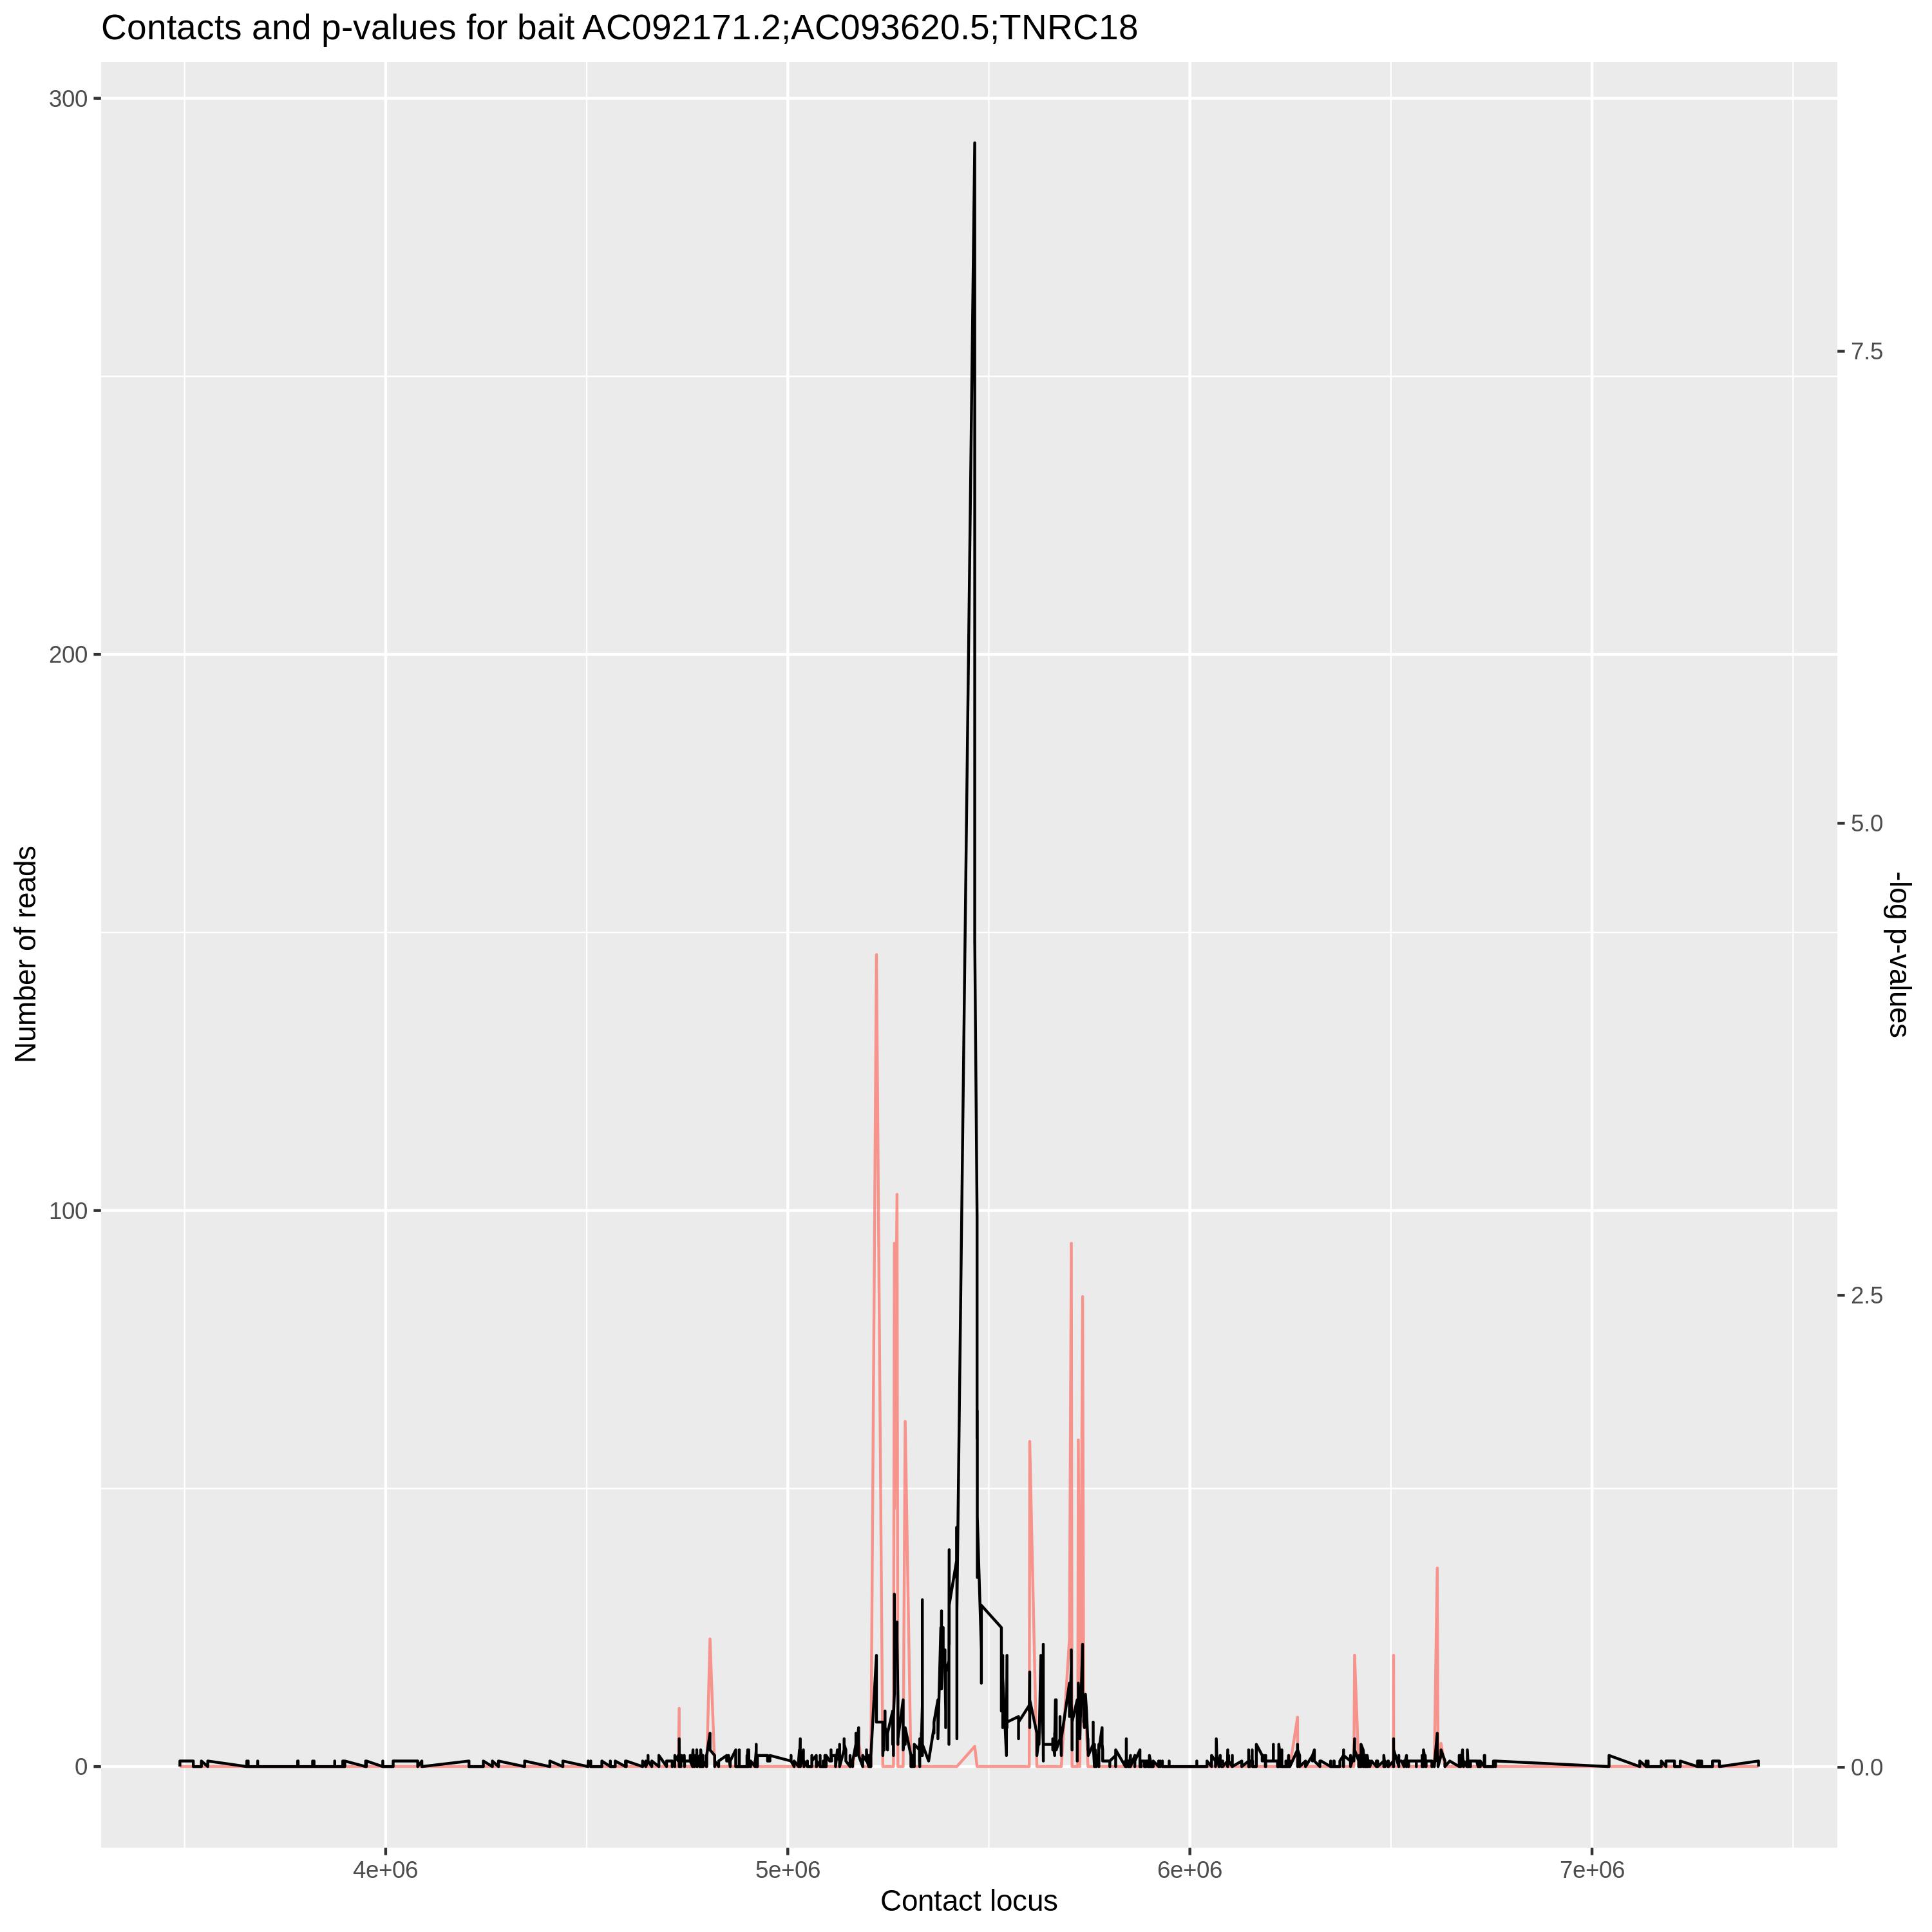 Contacts and p-values for bait AC092171.2;AC093620.5;TNRC18
300
200
100
0
Number of reads
7.5
5.0
2.5
0.0
-log p-values
4e+06
5e+06
6e+06
7e+06
Contact locus